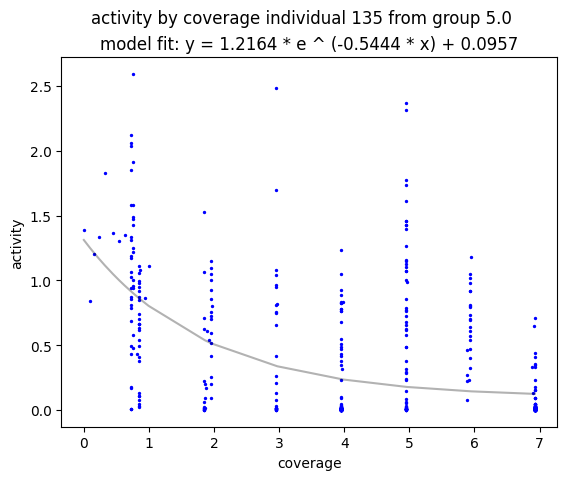 activity by coverage individual 135 from group 5.0
model fit: y = 1.2164 * e ^ (-0.5444 * x) + 0.0957
2.5
2.0
1.5
1.0
0.5
0.0
activity
0 1 2 3 4 5 6 7
coverage